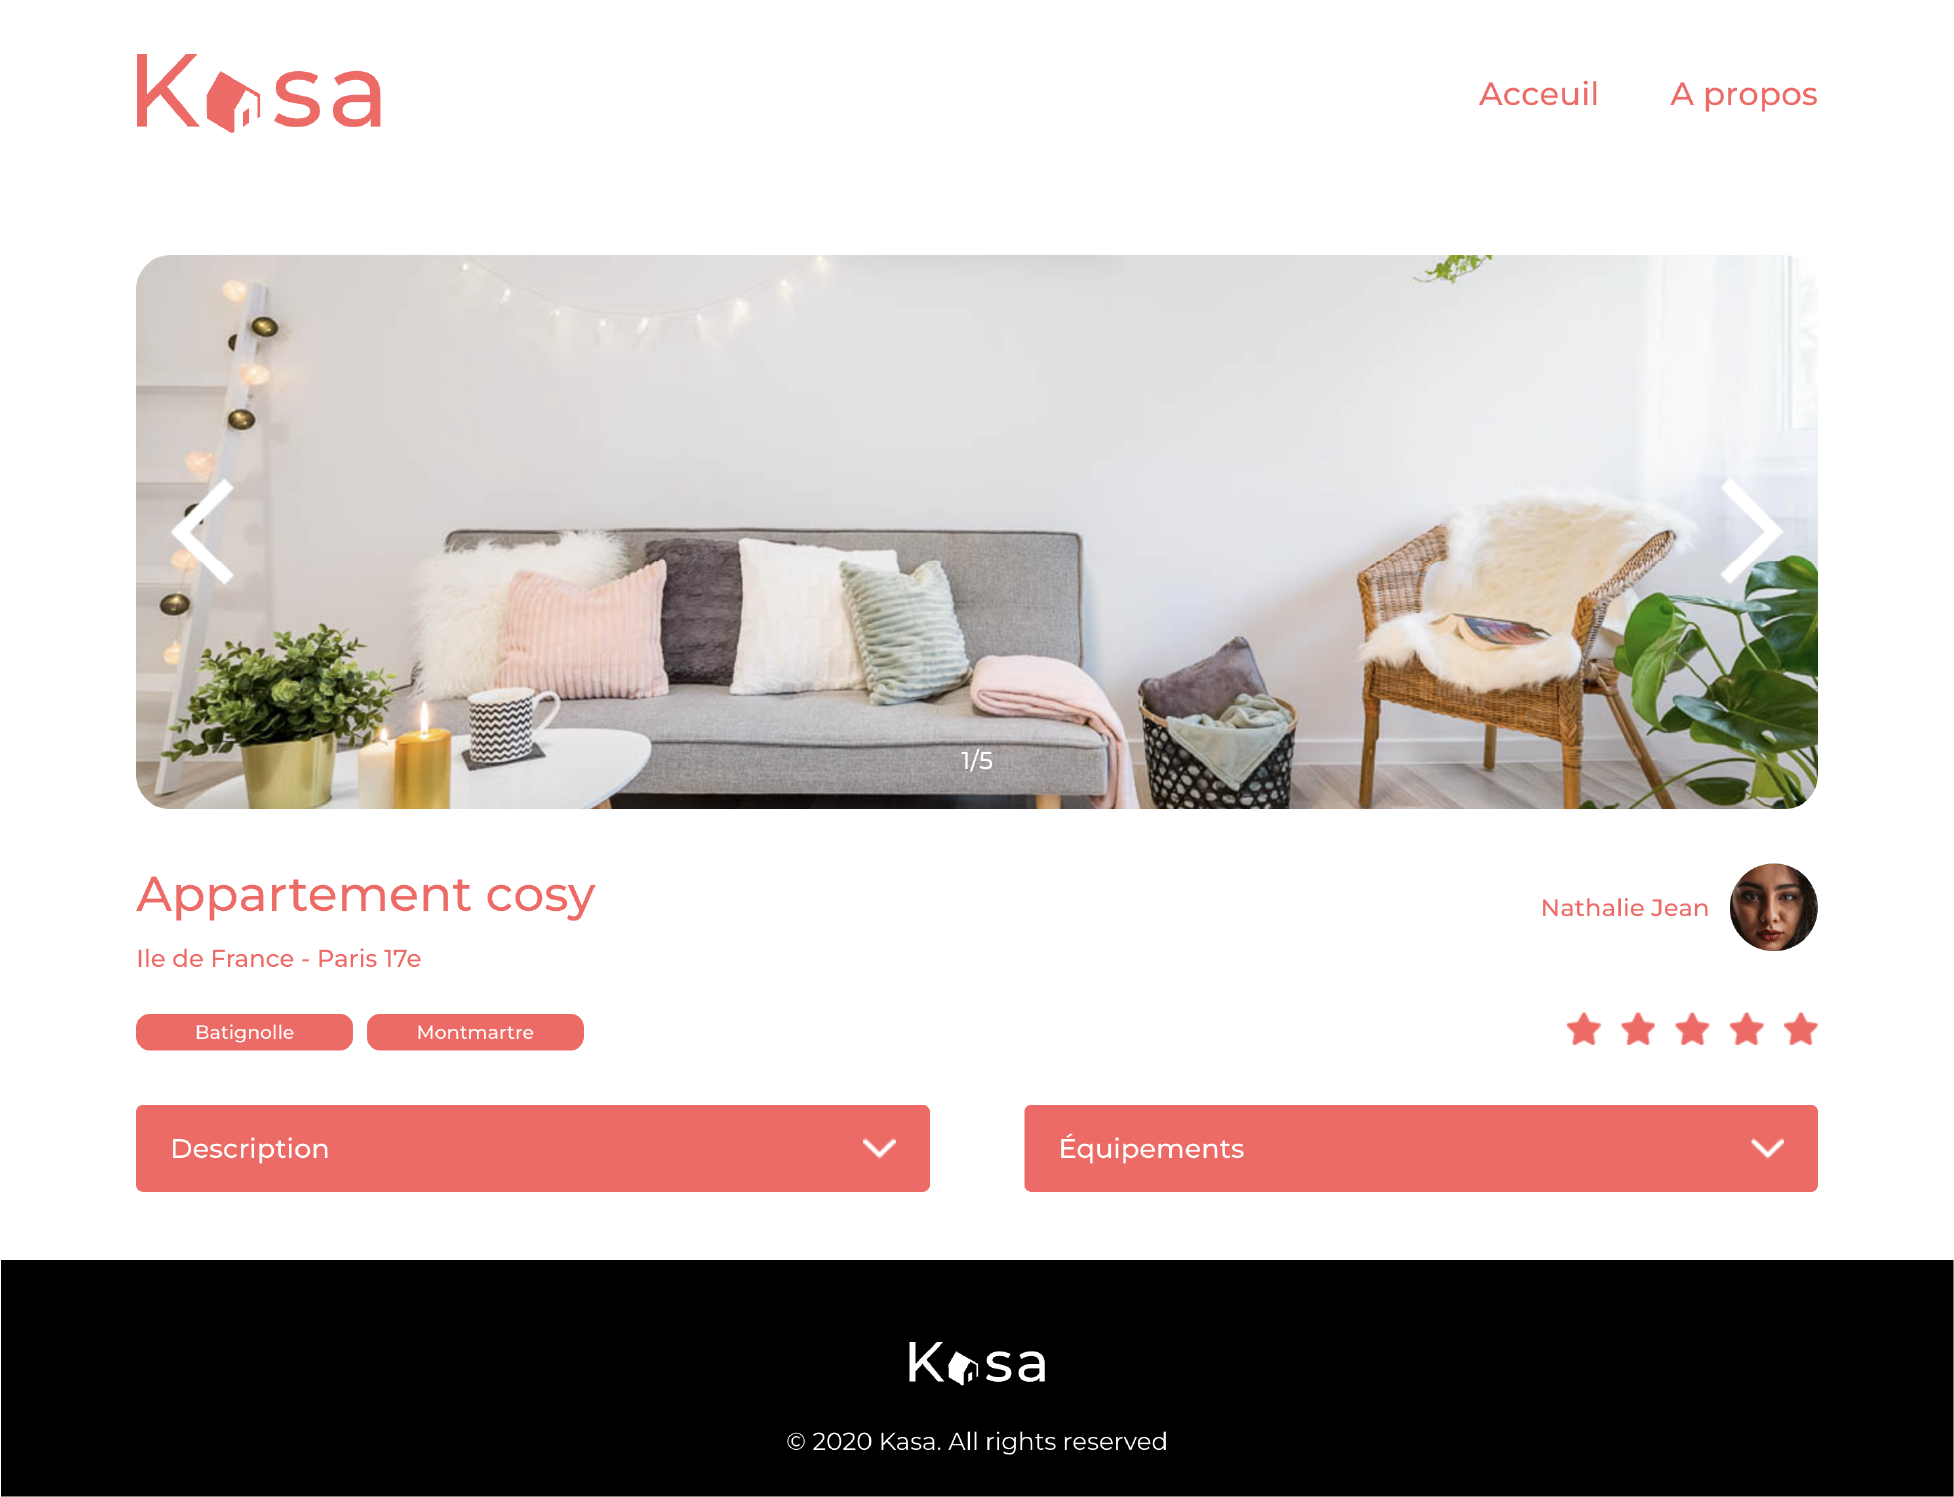 Kasa
Acceuil
A propos
1/5
Appartement cosy
Nathalie Jean
Ile de France - Paris 17e
Batignolle
Montmartre
Description
Équipements
Kasa
© 2020 Kasa. All rights reserved